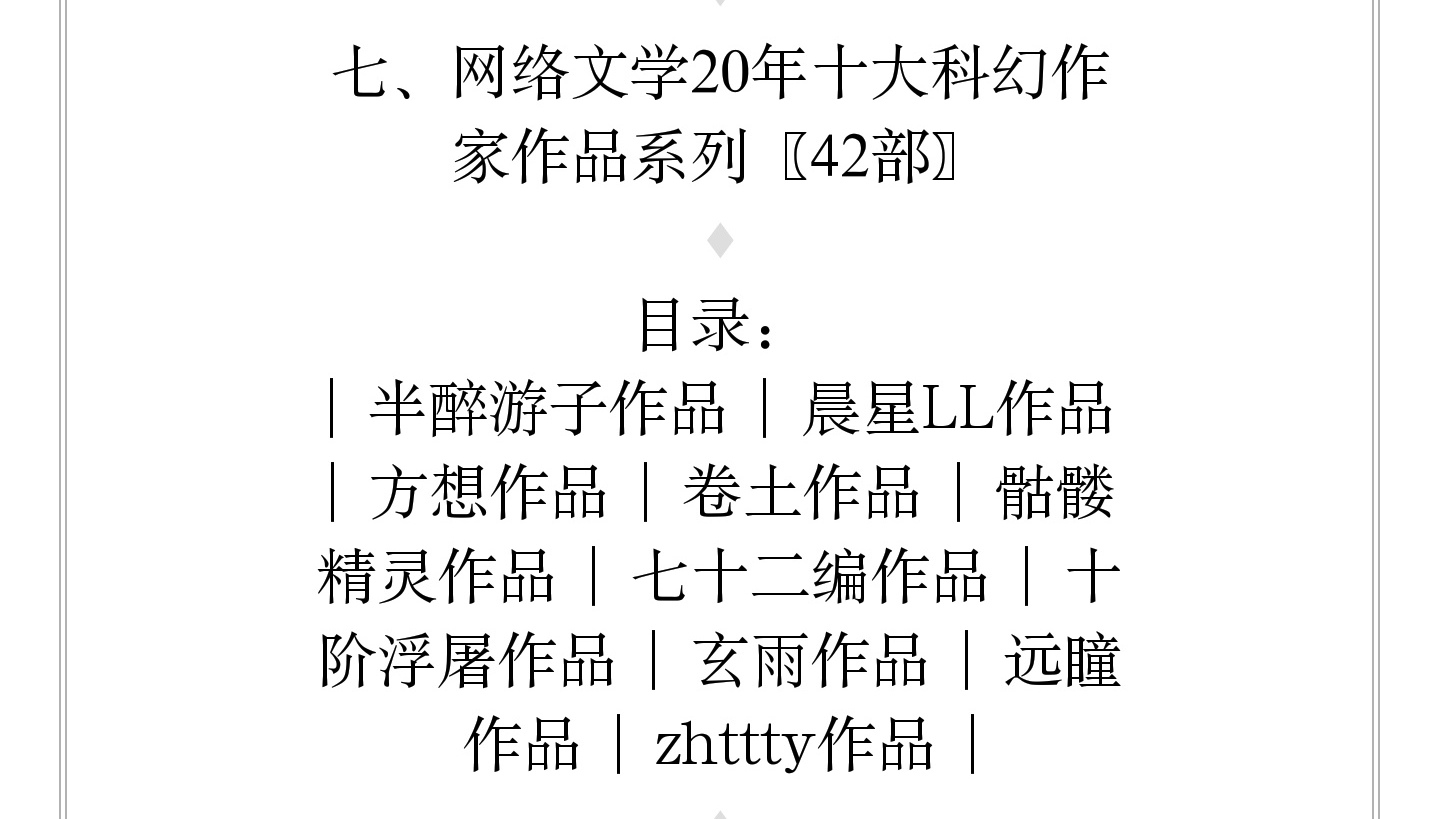 七、网络文学20年十大科幻作
家作品系列〖42部〗
目录：
｜半醉游子作品｜晨星LL作品
｜方想作品｜卷土作品｜骷髅
精灵作品｜七十二编作品｜十
阶浮屠作品｜玄雨作品｜远瞳
作品｜zhttty作品｜